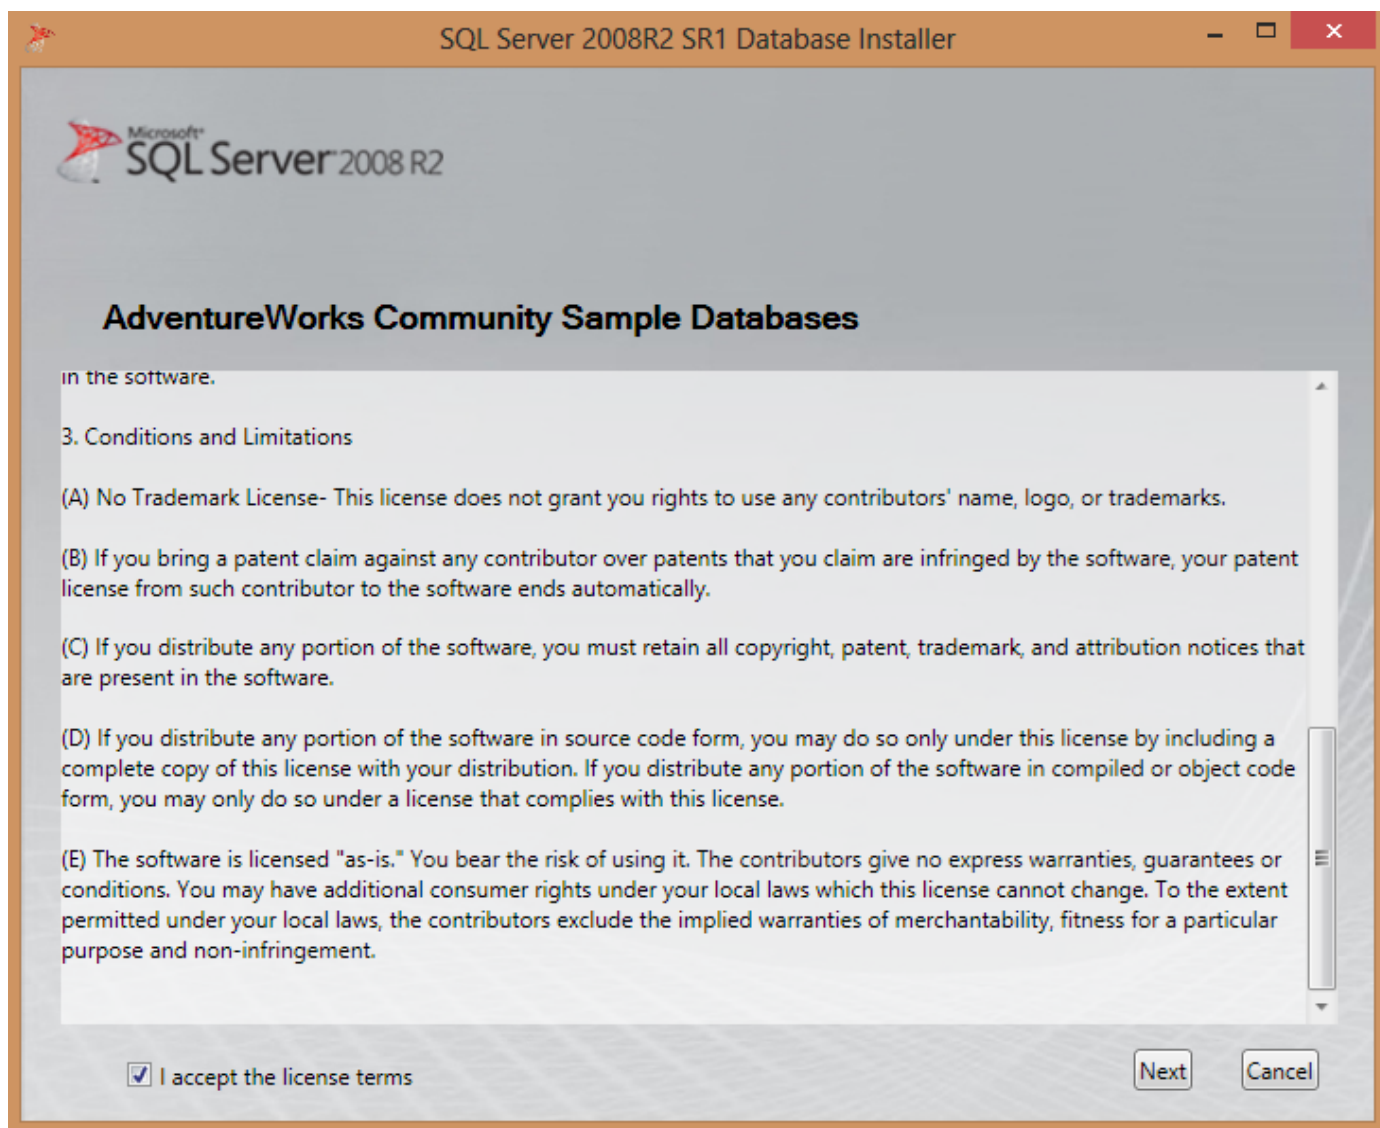 SQL Server 2008R2 SR1 Database Installer
Microsoft
SQL Server 2008 R2
AdventureWorks Community Sample Databases
in the software.
3. Conditions and Limitations
(A) No Trademark License- This license does not grant you rights to use any contributors' name, logo, or trademarks.
(B) If you bring a patent claim against any contributor over patents that you claim are infringed by the software, your patent
license from such contributor to the software ends automatically.
(C) If you distribute any portion of the software, you must retain all copyright, patent, trademark, and attribution notices that
are present in the software.
(D) If you distribute any portion of the software in source code form, you may do so only under this license by including a
complete copy of this license with your distribution. If you distribute any portion of the software in compiled or object code
form, you may only do so under a license that complies with this license.
(E) The software is licensed "as-is." You bear the risk of using it. The contributors give no express warranties, guarantees or
conditions. You may have additional consumer rights under your local laws which this license cannot change. To the extent
permitted under your local laws, the contributors exclude the implied warranties of merchantability, fitness for a particular
purpose and non-infringement.
I accept the license terms
Next
Cancel